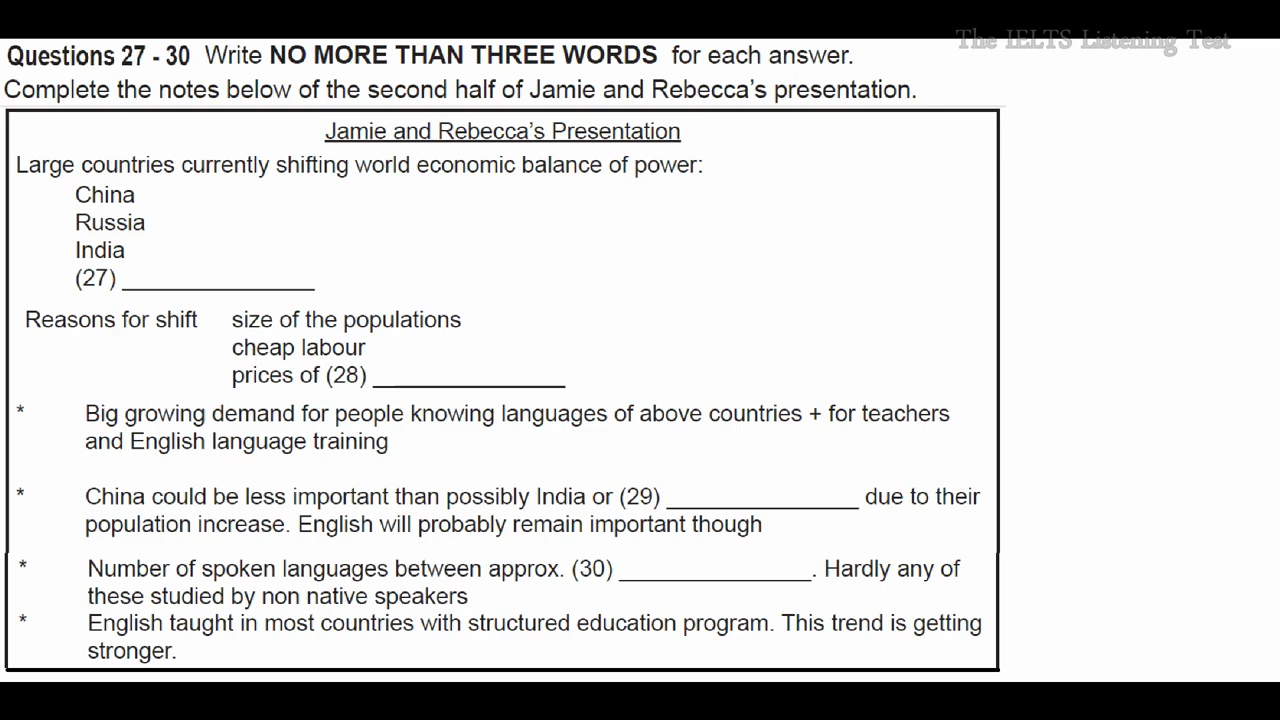 The IELTS Listening Test
Questions 27 - 30 Write NO MORE THAN THREE WORDS for each answer.
Complete the notes below of the second half of Jamie and Rebecca's presentation.
Jamie and Rebecca's Presentation
Large countries currently shifting world economic balance of power:
China
Russia
India
(27) _______________
Reasons for shift size of the populations
cheap labour
prices of (28) _______________
* Big growing demand for people knowing languages of above countries + for teachers
and English language training
* China could be less important than possibly India or (29) _______________ due to their
population increase. English will probably remain important though
* Number of spoken languages between approx. (30) _______________. Hardly any of
these studied by non native speakers
* English taught in most countries with structured education program. This trend is getting
stronger.